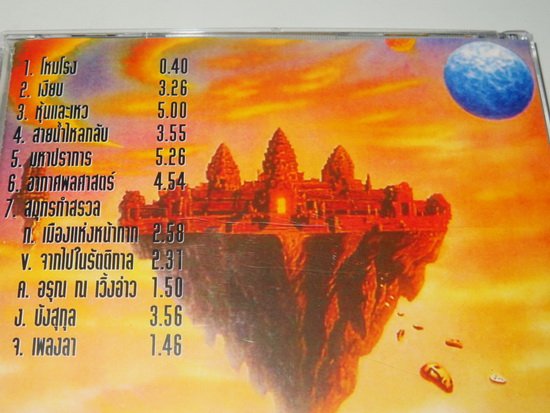 1. โหมโรง 0.40
2. เงียบ 3.26
3. หุ่นและเหว 5.00
4. สายน้ำไหลกลับ 3.55
5. มหาปราการ 5.26
6. อากาศพลศาสตร์ 4.54
7. สมุทรกำสรวล
ก. เมืองแห่งหน้ากาก 2.58
ข. จากไปในรัตติกาล 2.31
ค. อรุณ ณ เวิ้งอ่าว 1.50
ง. บังสุกุล 3.56
จ. เพลงลา 1.46